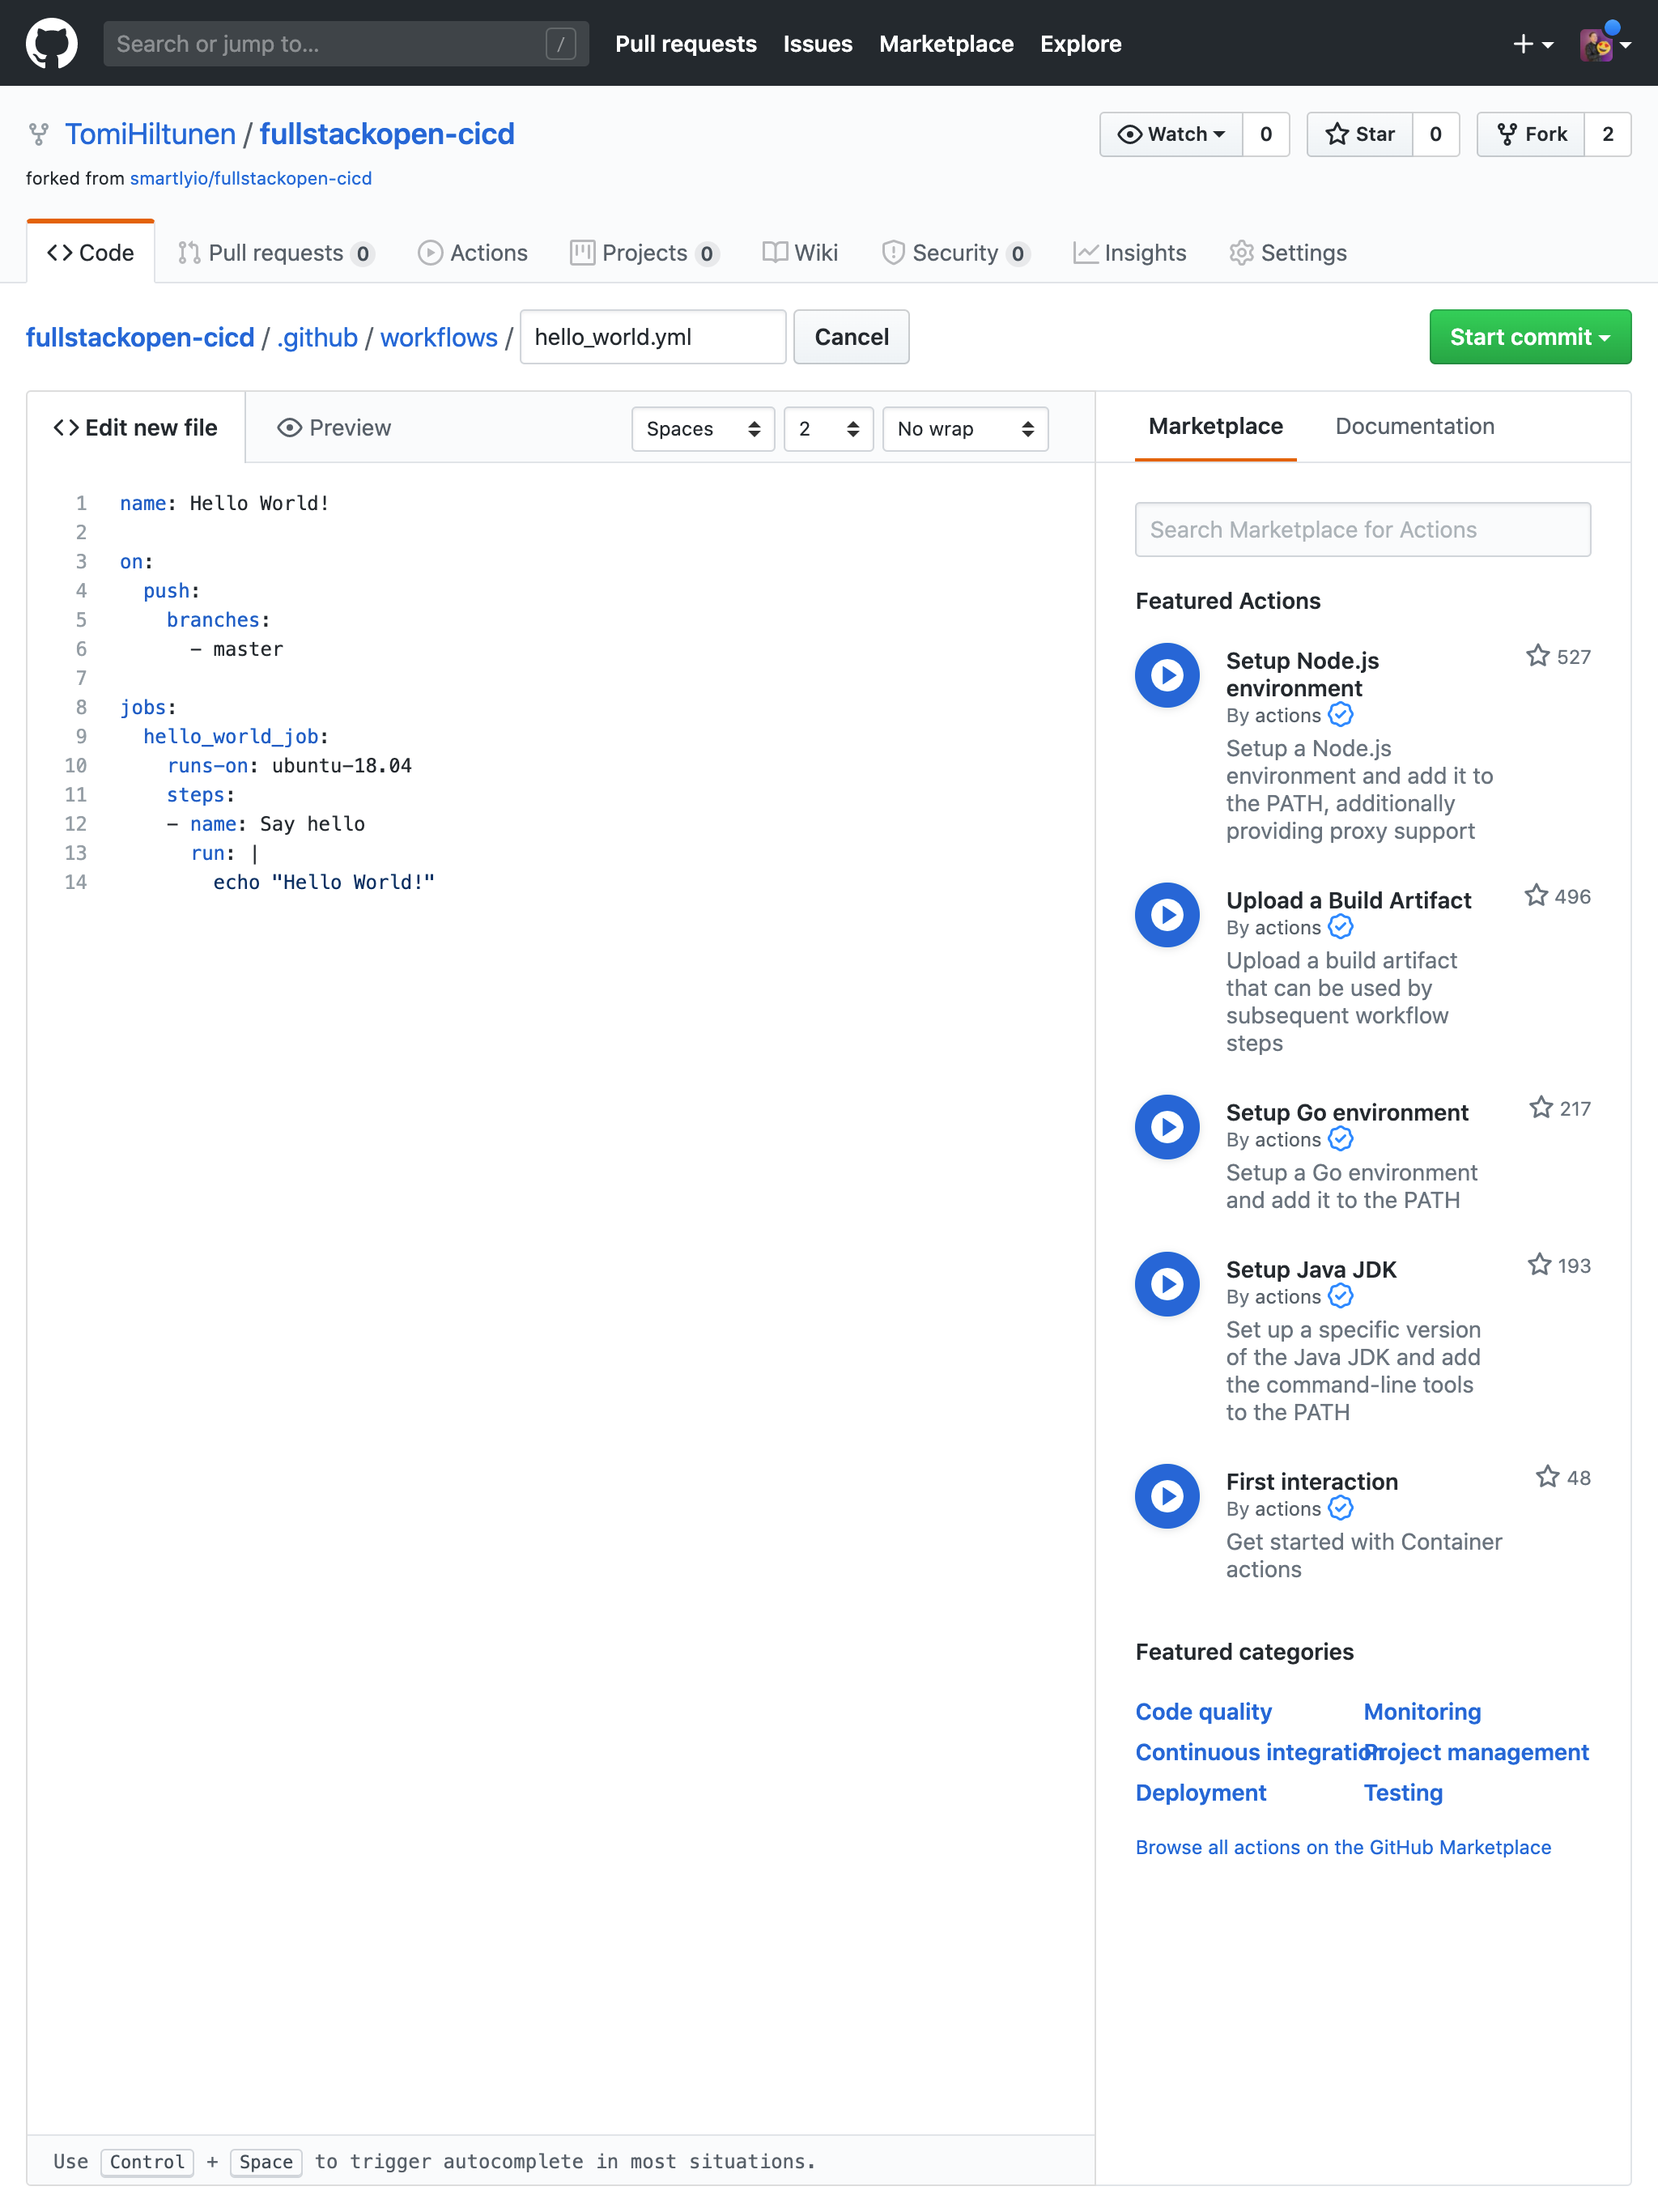 Search or jump to... / Pull requests Issues Marketplace Explore
TomiHiltunen / fullstackopen-cicd Watch 0 Star 0 Fork 2
forked from smartlyio/fullstackopen-cicd
Code Pull requests 0 Actions Projects 0 Wiki Security 0 Insights Settings
fullstackopen-cicd / .github / workflows / hello_world.yml Cancel Start commit
Edit new file Preview Spaces 2 No wrap
1 name: Hello World!
2
3 on:
4 push:
5 branches:
6 - master
7
8 jobs:
9 hello_world_job:
10 runs-on: ubuntu-18.04
11 steps:
12 - name: Say hello
13 run: |
14 echo "Hello World!"
Use Control + Space to trigger autocomplete in most situations.
Marketplace Documentation
Search Marketplace for Actions
Featured Actions
Setup Node.js 527
environment
By actions
Setup a Node.js
environment and add it to
the PATH, additionally
providing proxy support
Upload a Build Artifact 496
By actions
Upload a build artifact
that can be used by
subsequent workflow
steps
Setup Go environment 217
By actions
Setup a Go environment
and add it to the PATH
Setup Java JDK 193
By actions
Set up a specific version
of the Java JDK and add
the command-line tools
to the PATH
First interaction 48
By actions
Get started with Container
actions
Featured categories
Code quality Monitoring
Continuous integration Project management
Deployment Testing
Browse all actions on the GitHub Marketplace